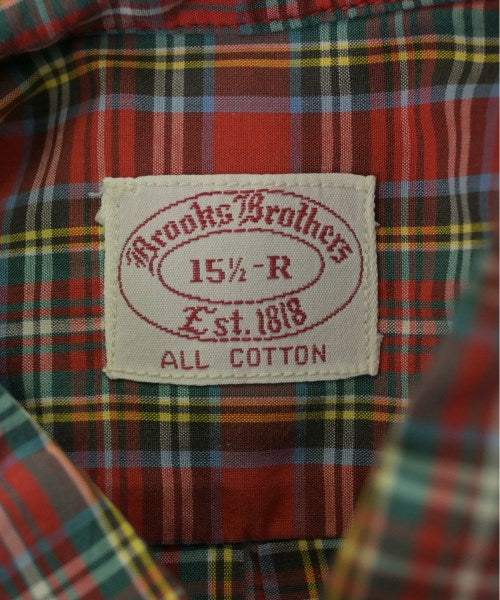 Brooks Brothers
15½-R
Est. 1818
ALL COTTON